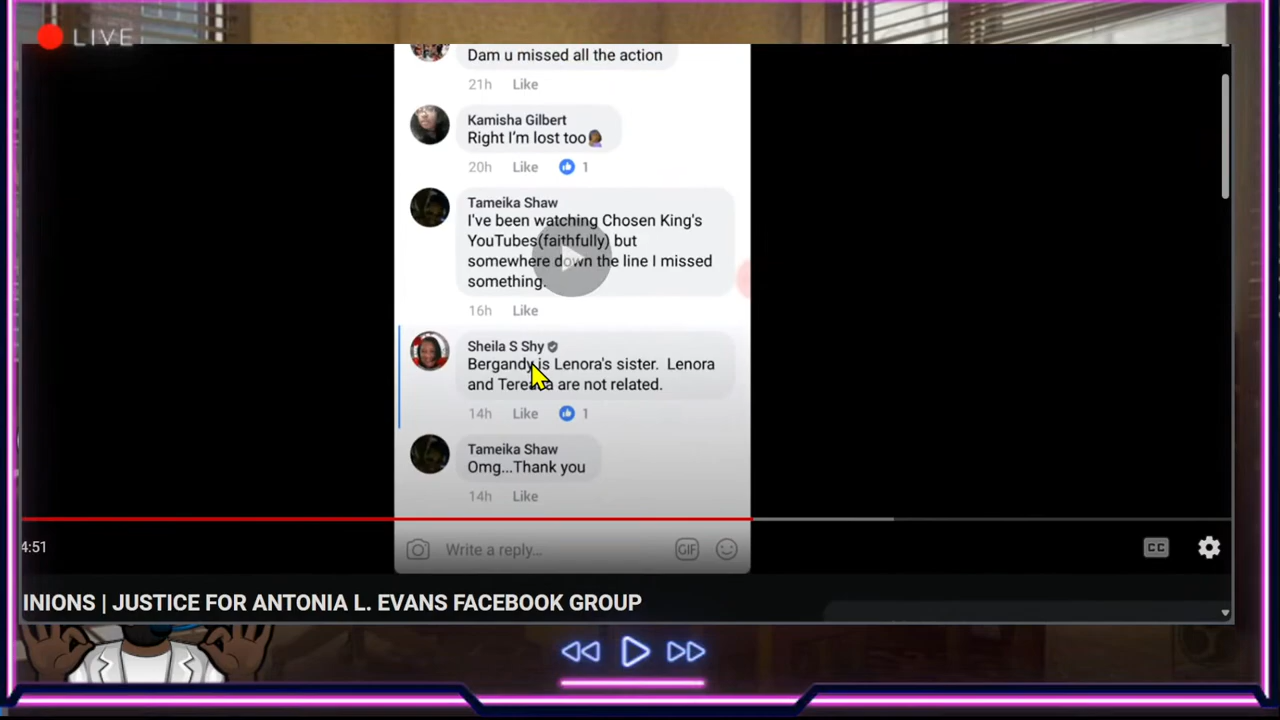 LIVE
Dam u missed all the action
21h Like
Kamisha Gilbert
Right I'm lost too
20h Like 1
Tameika Shaw
I've been watching Chosen King's
YouTubes(faithfully) but
somewhere down the line I missed
something.
16h Like
Sheila S Shy
Bergandy is Lenora's sister. Lenora
and are not related.
14h Like 1
Tameika Shaw
Omg...Thank you
14h Like
Write a reply...
GIF
4:51
CC
INIONS | JUSTICE FOR ANTONIA L. EVANS FACEBOOK GROUP